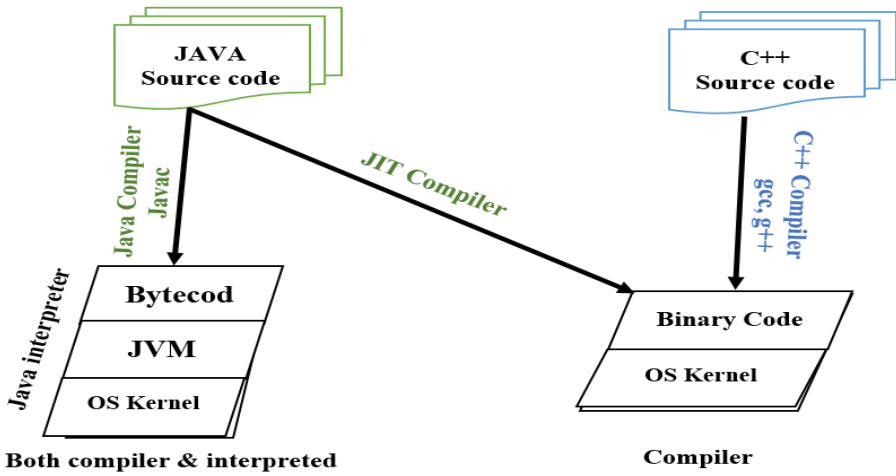 JAVA
Source code
C++
Source code
Java Compiler
Javac
JIT Compiler
C++ Compiler
gcc, g++
Java interpreter
Bytecod
JVM
OS Kernel
Binary Code
OS Kernel
Both compiler & interpreted
Compiler